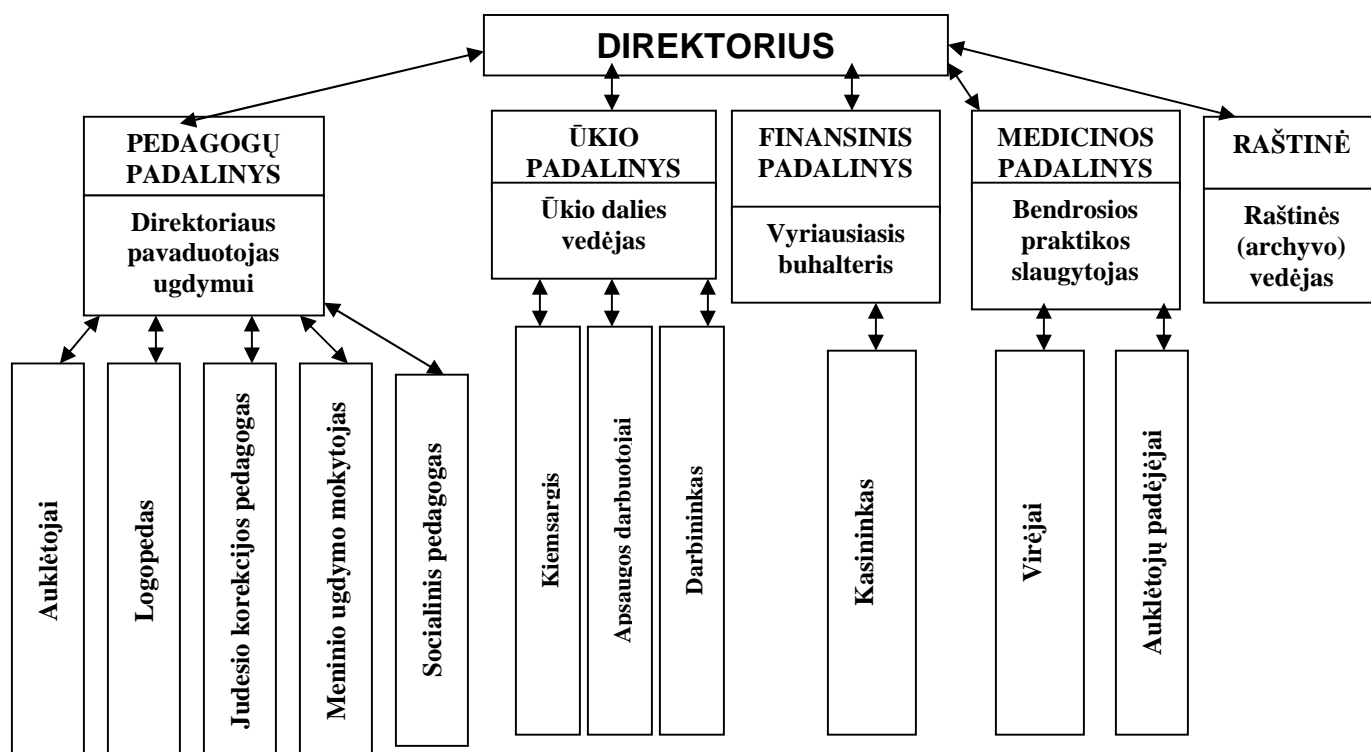 DIREKTORIUS
PEDAGOGŲ
PADALINYS
Direktoriaus
pavaduotojas
ugdymui
ŪKIO
PADALINYS
Ūkio dalies
vedėjas
FINANSINIS
PADALINYS
Vyriausiasis
buhalteris
MEDICINOS
PADALINYS
Bendrosios
praktikos
slaugytojas
RAŠTINĖ
Raštinės
(archyvo)
vedėjas
Auklėtojai
Logopedas
Judesio korekcijos pedagogas
Meninio ugdymo mokytojas
Socialinis pedagogas
Kiemsargis
Apsaugos darbuotojai
Darbininkas
Kasininkas
Virėjai
Auklėtojų padėjėjai